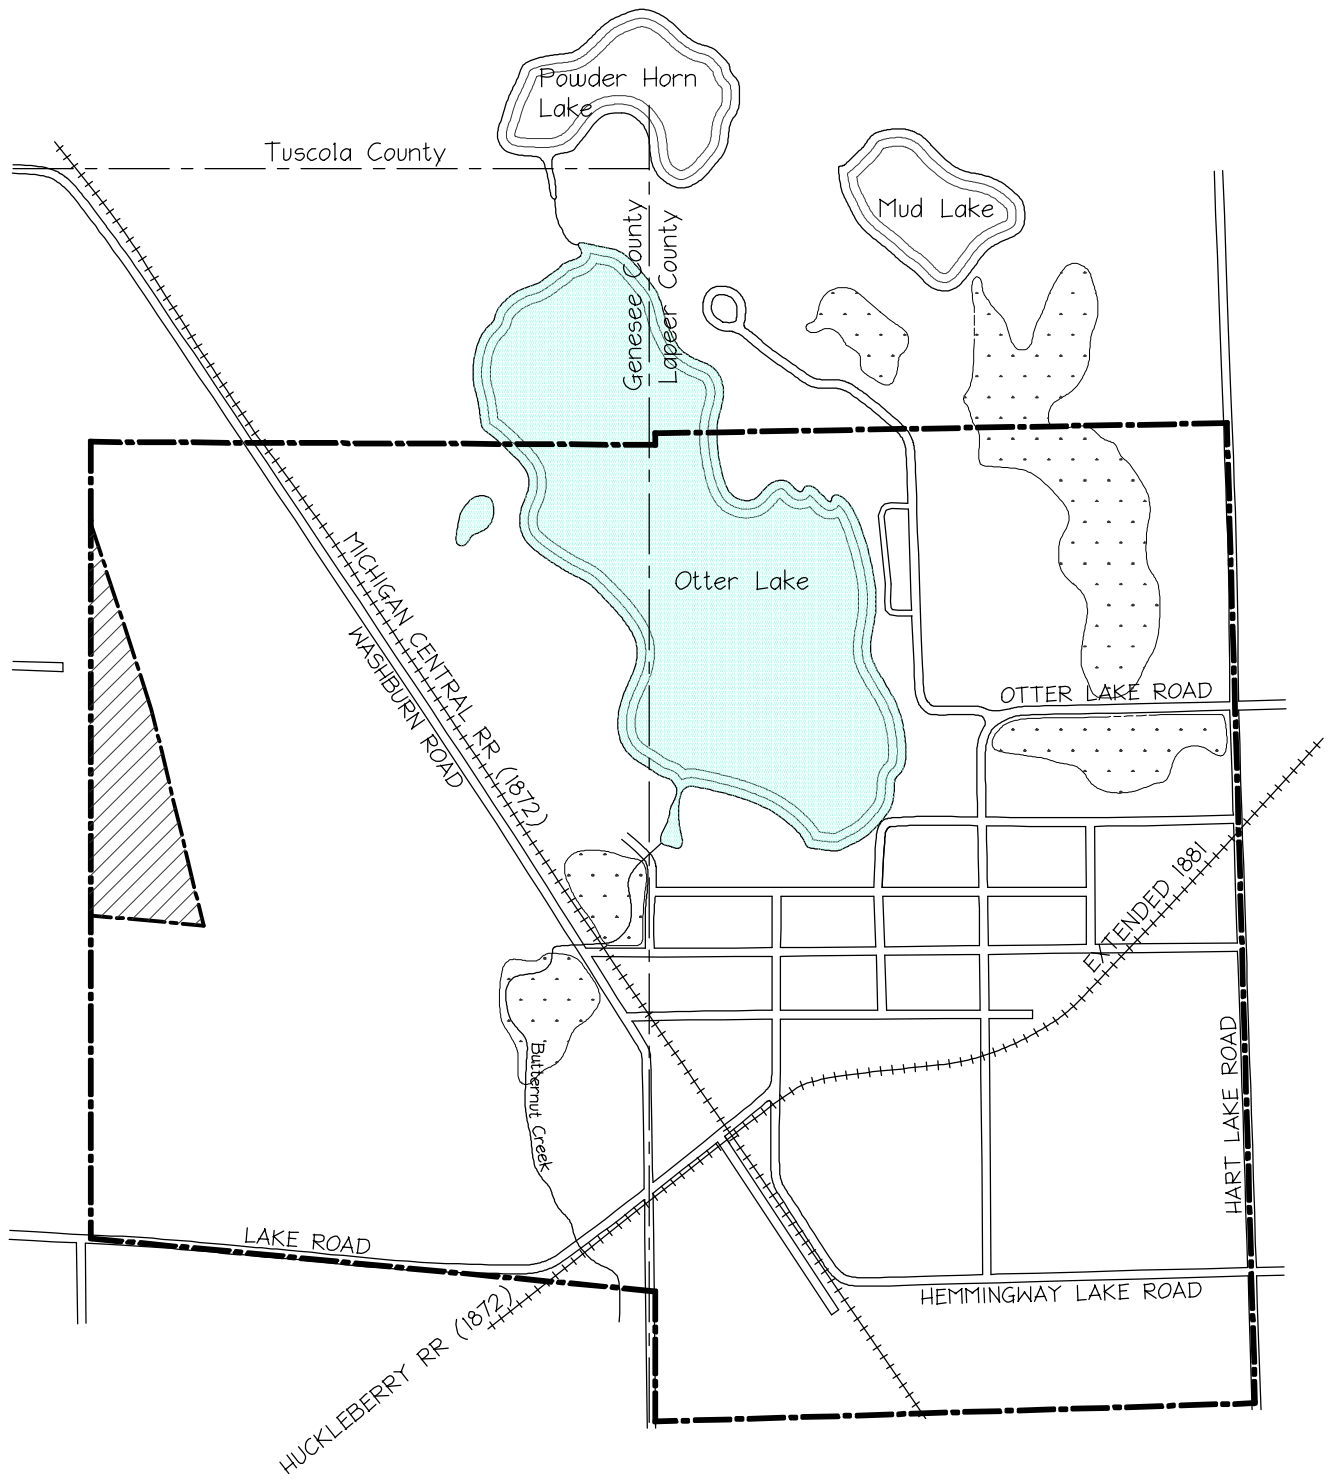 Powder Horn
Lake
Tuscola County
Mud Lake
Genesee County
Lapeer County
Otter Lake
MICHIGAN CENTRAL RR (1872)
WASHBURN ROAD
OTTER LAKE ROAD
EXTENDED 1881
HART LAKE ROAD
'Butternut Creek
LAKE ROAD
HEMMINGWAY LAKE ROAD
HUCKLEBERRY RR (1872)